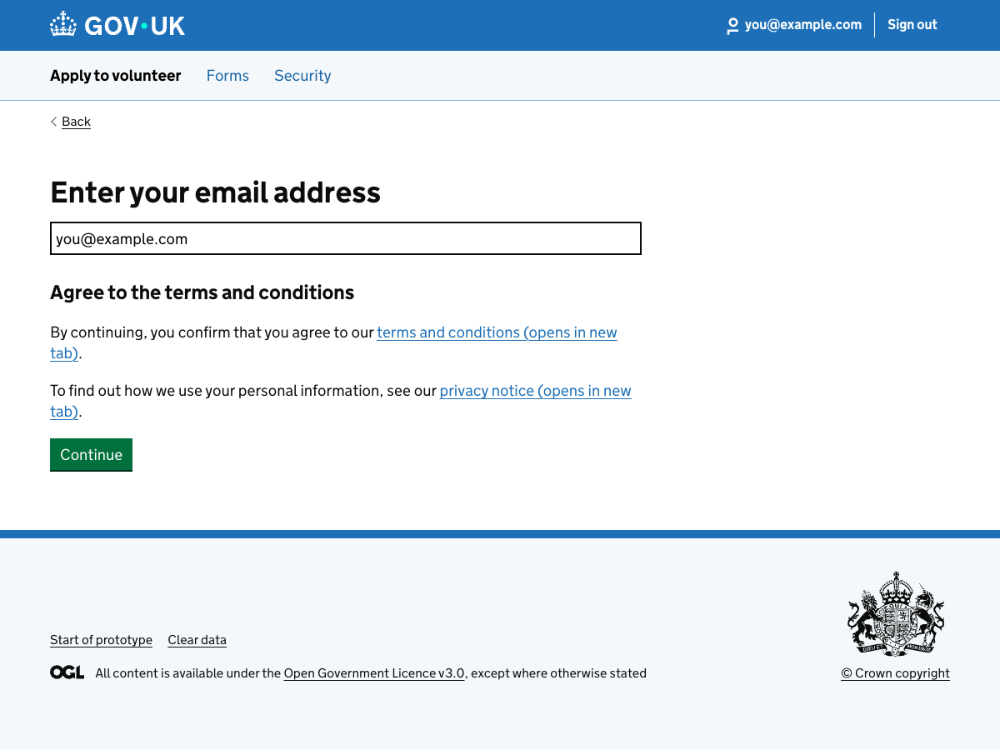 GOV·UK
you@example.com
Sign out
Apply to volunteer
Forms
Security
Back
Enter your email address
you@example.com
Agree to the terms and conditions
By continuing, you confirm that you agree to our terms and conditions (opens in new
tab).
To find out how we use your personal information, see our privacy notice (opens in new
tab).
Continue
Start of prototype
Clear data
OGL
All content is available under the Open Government Licence v3.0, except where otherwise stated
© Crown copyright